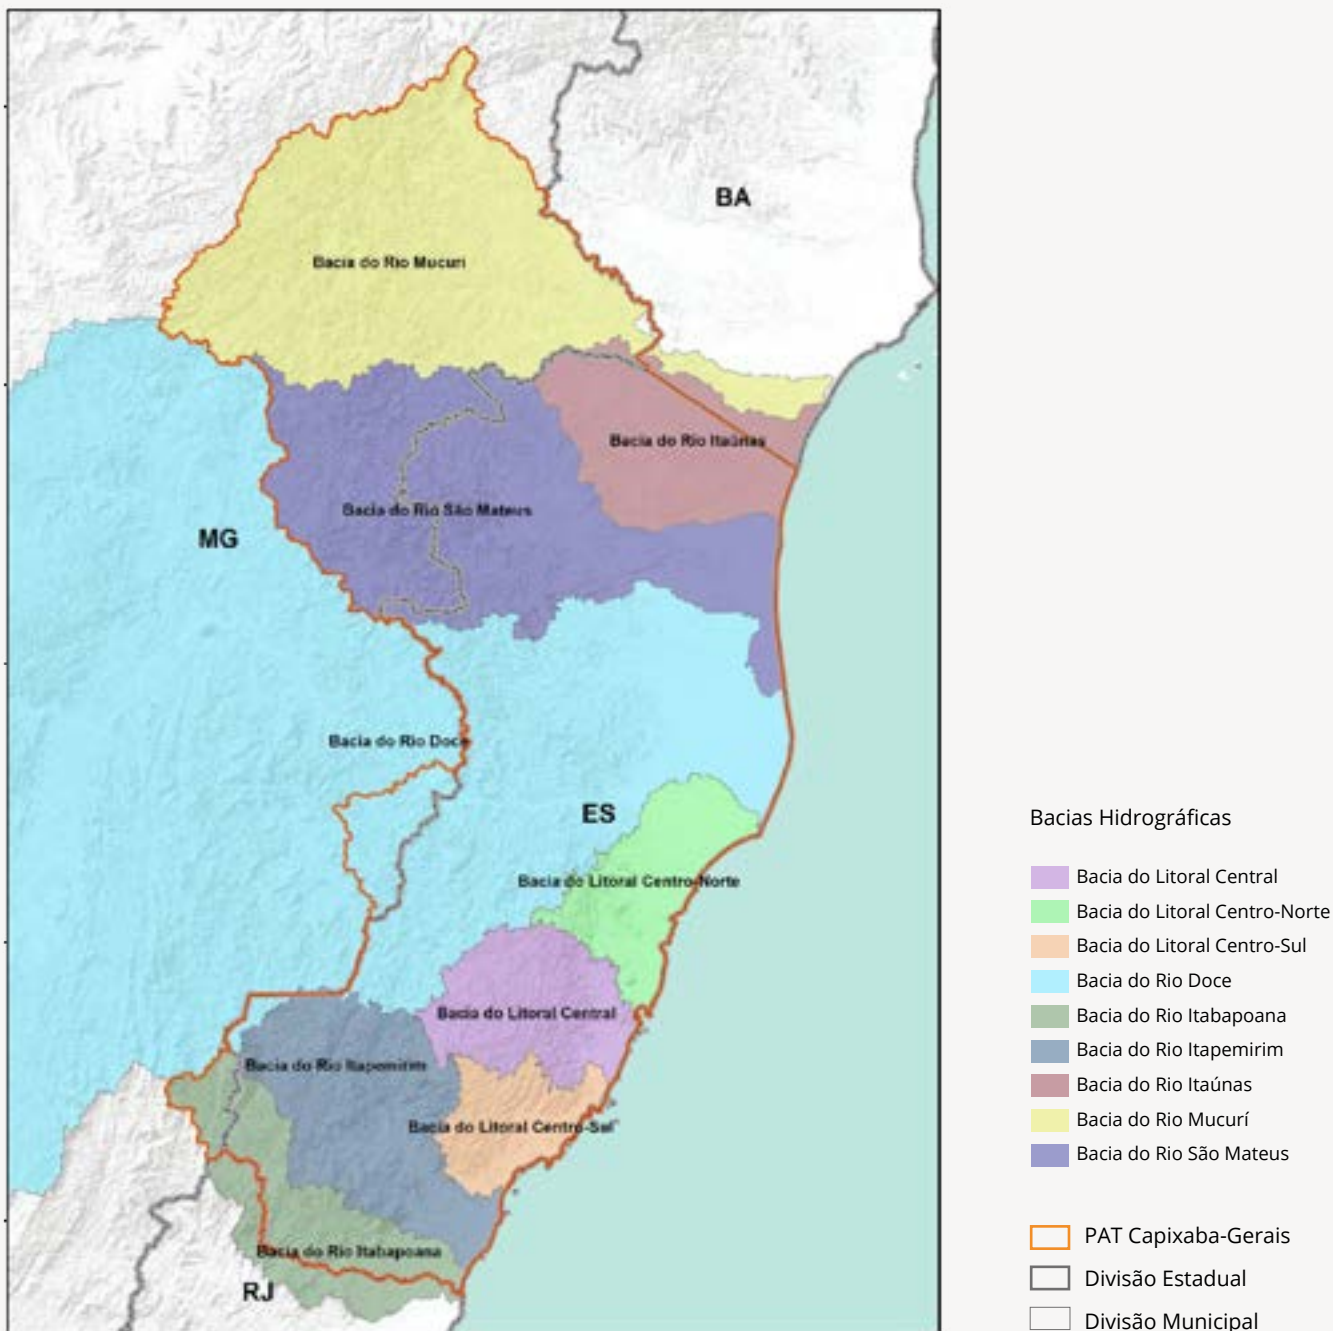 BA
Bacia do Rio Mucuri
Bacia do Rio Itaúnas
Bacia do Rio São Mateus
MG
Bacia do Rio Doce
ES
Bacia do Litoral Centro-Norte
Bacia do Litoral Central
Bacia do Rio Itapemirim
Bacia do Litoral Centro-Sul
Bacia do Rio Itabapoana
RJ
Bacias Hidrográficas
Bacia do Litoral Central
Bacia do Litoral Centro-Norte
Bacia do Litoral Centro-Sul
Bacia do Rio Doce
Bacia do Rio Itabapoana
Bacia do Rio Itapemirim
Bacia do Rio Itaúnas
Bacia do Rio Mucurí
Bacia do Rio São Mateus
PAT Capixaba-Gerais
Divisão Estadual
Divisão Municipal